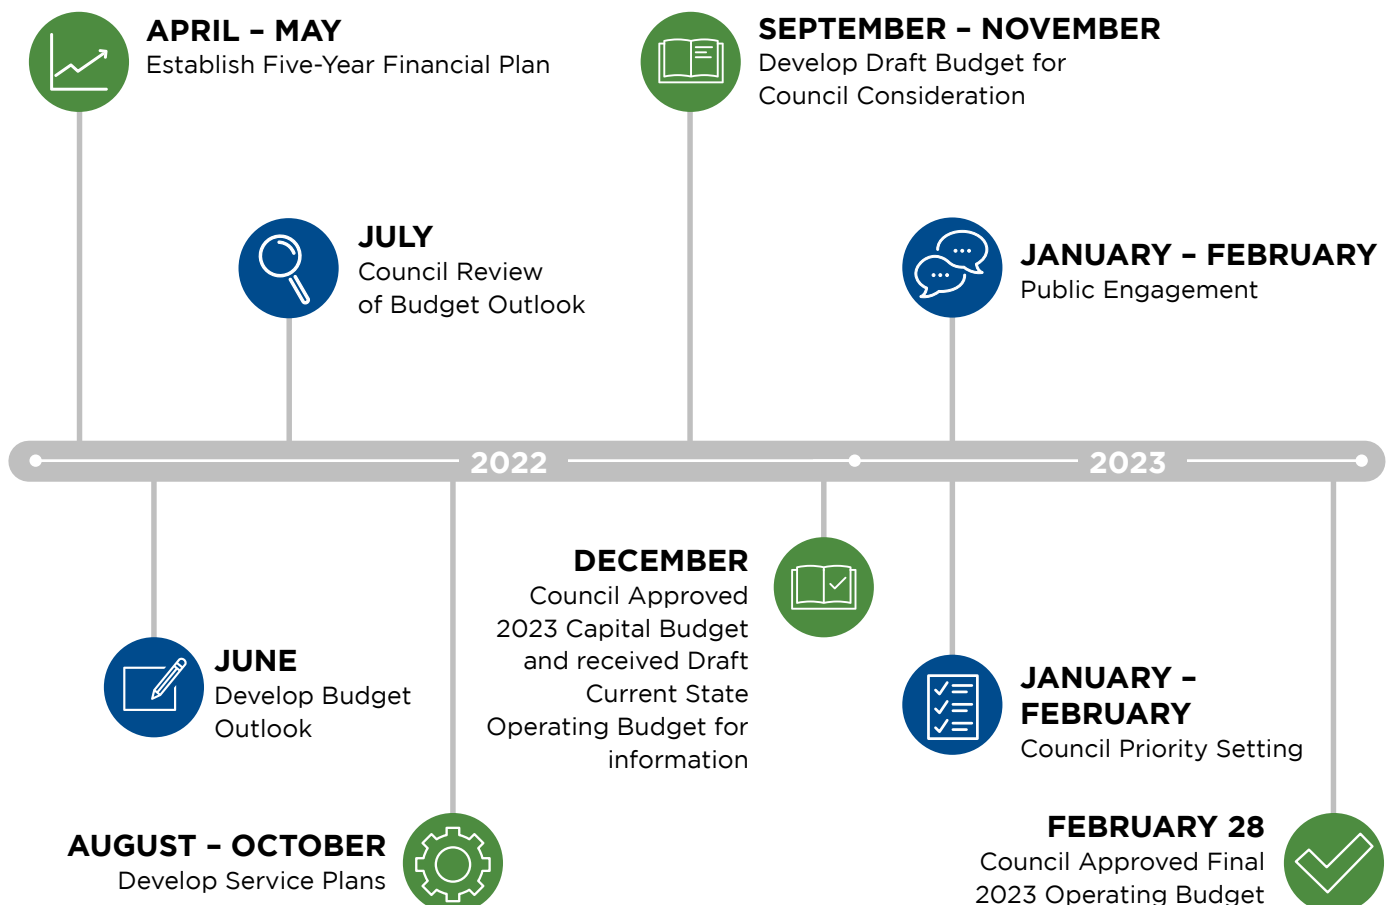 APRIL – MAY
Establish Five-Year Financial Plan
SEPTEMBER – NOVEMBER
Develop Draft Budget for
Council Consideration
JULY
Council Review
of Budget Outlook
JANUARY – FEBRUARY
Public Engagement
2022
2023
DECEMBER
Council Approved
2023 Capital Budget
and received Draft
Current State
Operating Budget for
information
JUNE
Develop Budget
Outlook
JANUARY –
FEBRUARY
Council Priority Setting
AUGUST – OCTOBER
Develop Service Plans
FEBRUARY 28
Council Approved Final
2023 Operating Budget